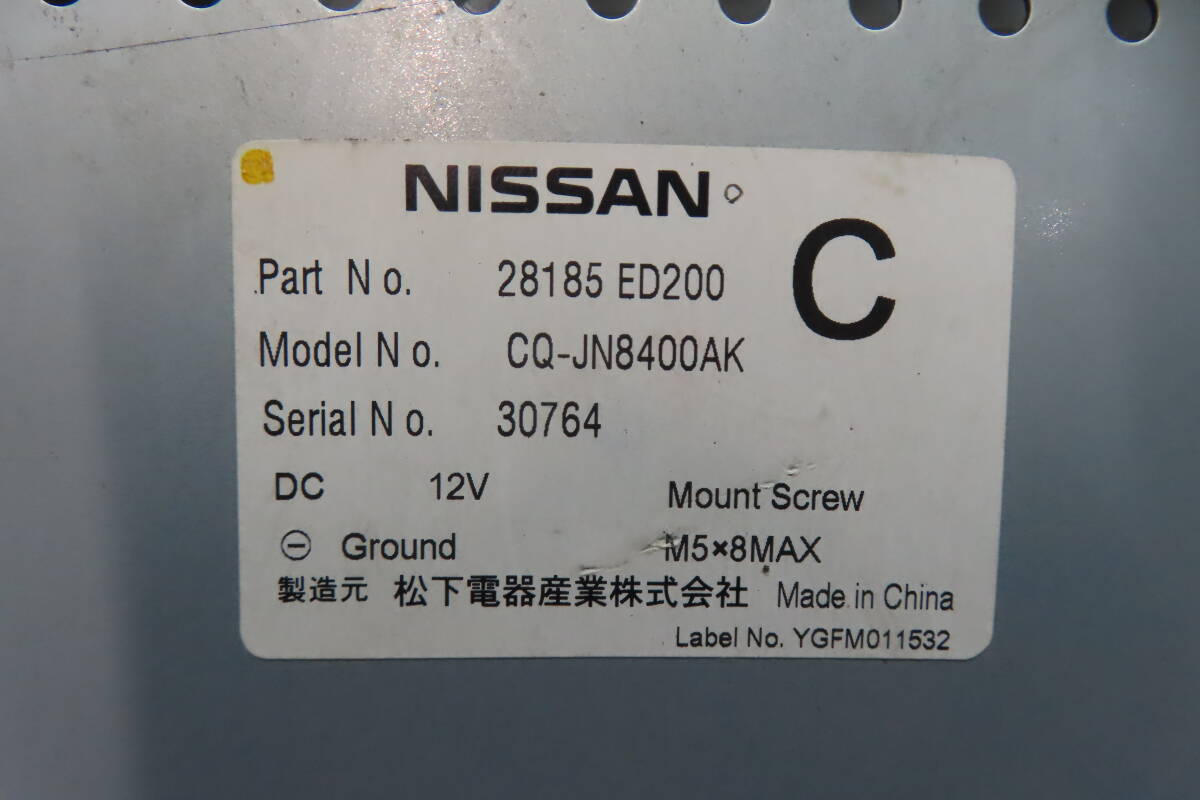 NISSAN
C
Part No. 28185 ED200
Model No. CQ-JN8400AK
Serial No. 30764
DC 12V
Mount Screw
⊖ Ground
M5×8MAX
製造元 松下電器産業株式会社 Made in China
Label No. YGFM011532